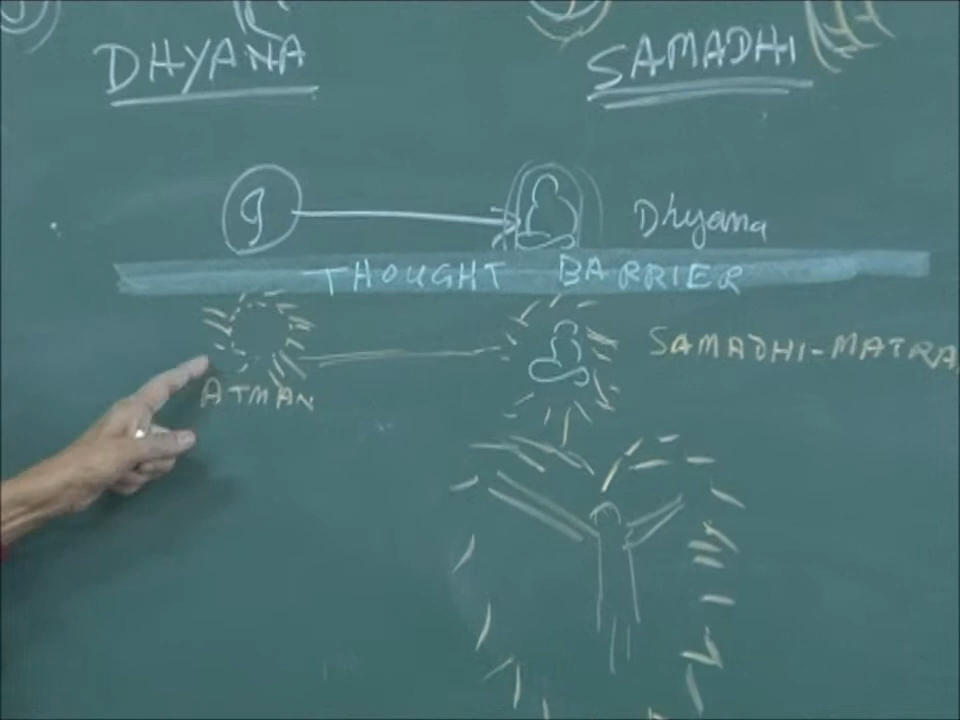 DHYANA
SAMADHI
I
Dhyana
THOUGHT BARRIER
SAMADHI-MATRA
ATMAN